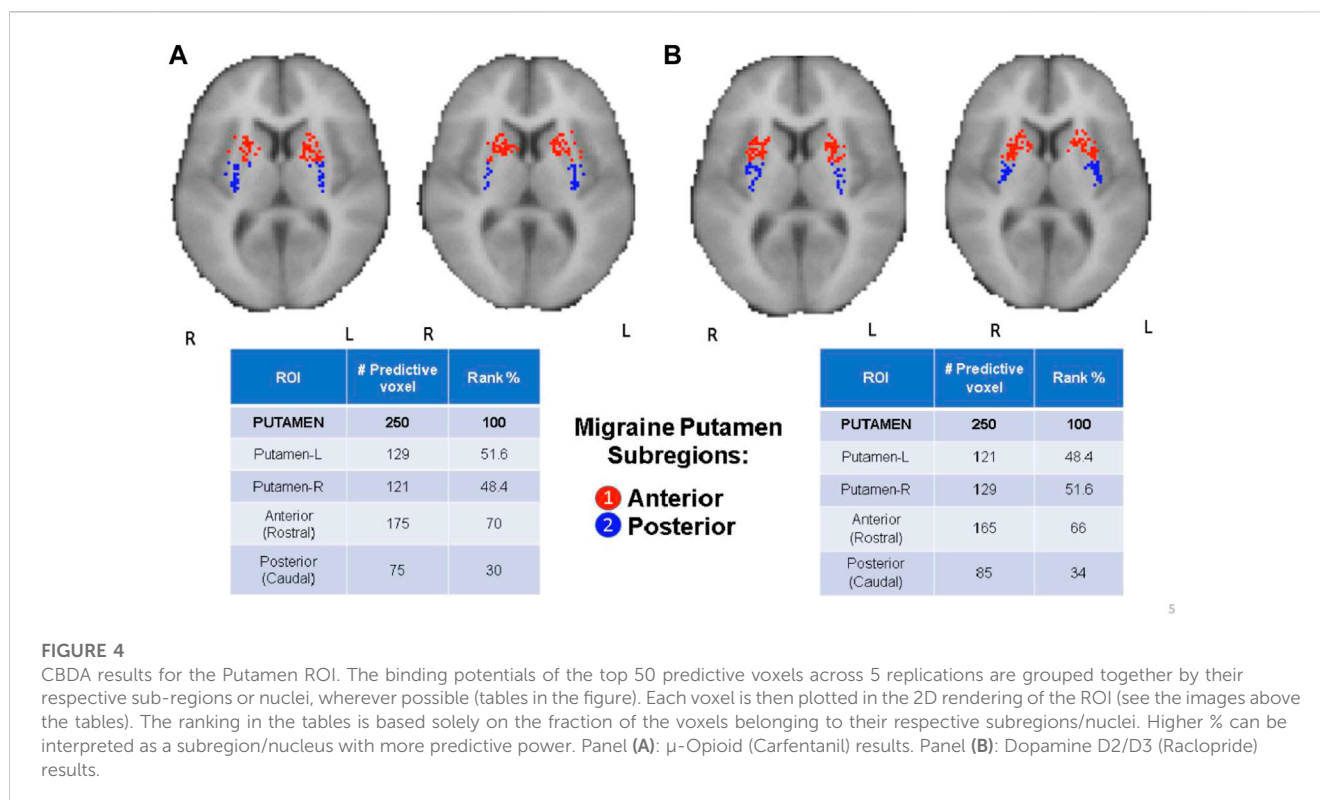 A
B
R
L
R
L
R
L
R
L
ROI # Predictive voxel Rank %
PUTAMEN 250 100
Putamen-L 129 51.6
Putamen-R 121 48.4
Anterior (Rostral) 175 70
Posterior (Caudal) 75 30
Migraine Putamen
Subregions:
1 Anterior
2 Posterior
ROI # Predictive voxel Rank %
PUTAMEN 250 100
Putamen-L 121 48.4
Putamen-R 129 51.6
Anterior (Rostral) 165 66
Posterior (Caudal) 85 34
5
FIGURE 4
CBDA results for the Putamen ROI. The binding potentials of the top 50 predictive voxels across 5 replications are grouped together by their
respective sub-regions or nuclei, wherever possible (tables in the figure). Each voxel is then plotted in the 2D rendering of the ROI (see the images above
the tables). The ranking in the tables is based solely on the fraction of the voxels belonging to their respective subregions/nuclei. Higher % can be
interpreted as a subregion/nucleus with more predictive power. Panel (A): μ-Opioid (Carfentanil) results. Panel (B): Dopamine D2/D3 (Raclopride)
results.